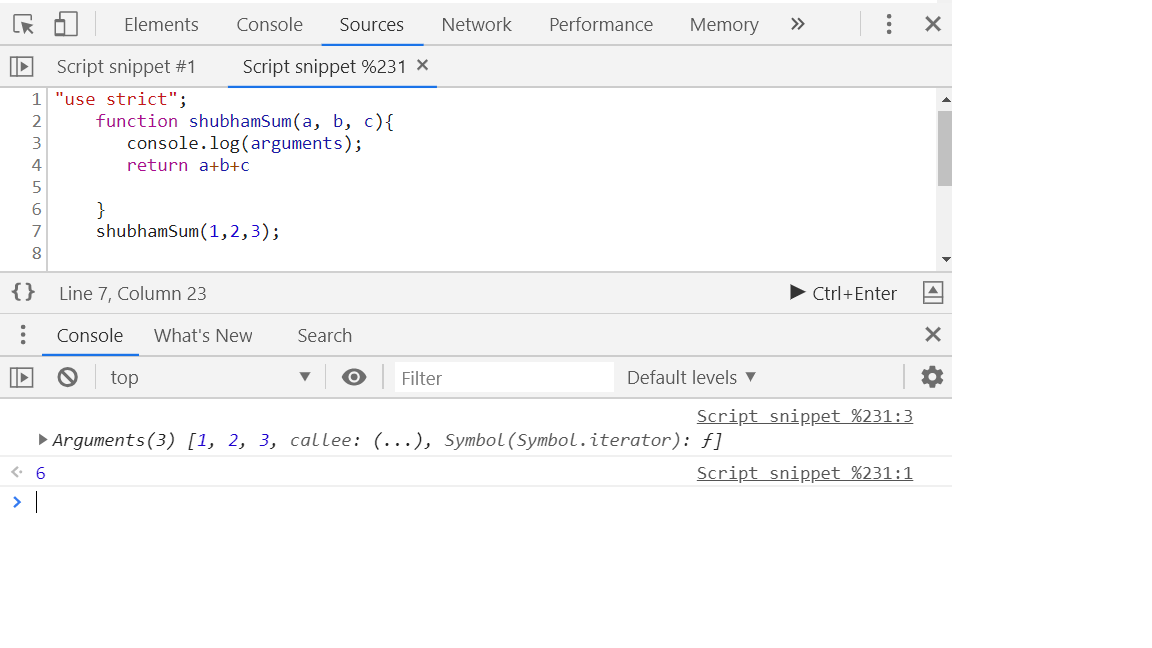 Elements Console Sources Network Performance Memory »
Script snippet #1 Script snippet %231 ×
1 "use strict";
2 function shubhamSum(a, b, c){
3 console.log(arguments);
4 return a+b+c
5
6 }
7 shubhamSum(1,2,3);
8
{} Line 7, Column 23 ▶ Ctrl+Enter
Console What's New Search
top ▼ Filter Default levels ▼
Script snippet %231:3
▶Arguments(3) [1, 2, 3, callee: (...), Symbol(Symbol.iterator): ƒ]
6 Script snippet %231:1
>